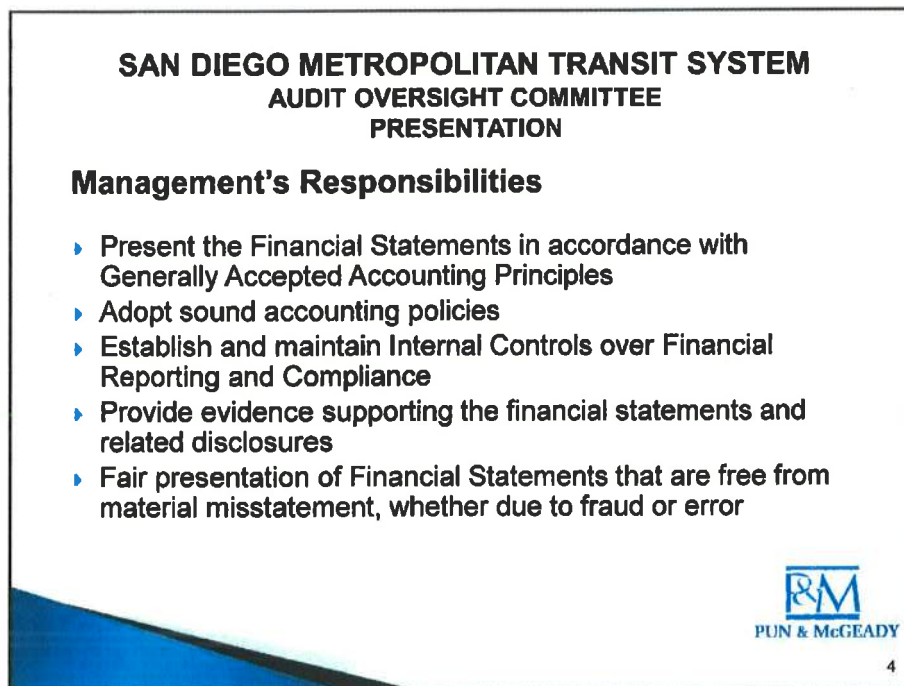 SAN DIEGO METROPOLITAN TRANSIT SYSTEM
AUDIT OVERSIGHT COMMITTEE
PRESENTATION
Management's Responsibilities
Present the Financial Statements in accordance with
Generally Accepted Accounting Principles
Adopt sound accounting policies
Establish and maintain Internal Controls over Financial
Reporting and Compliance
Provide evidence supporting the financial statements and
related disclosures
Fair presentation of Financial Statements that are free from
material misstatement, whether due to fraud or error
P&M
PUN & McGEADY
4